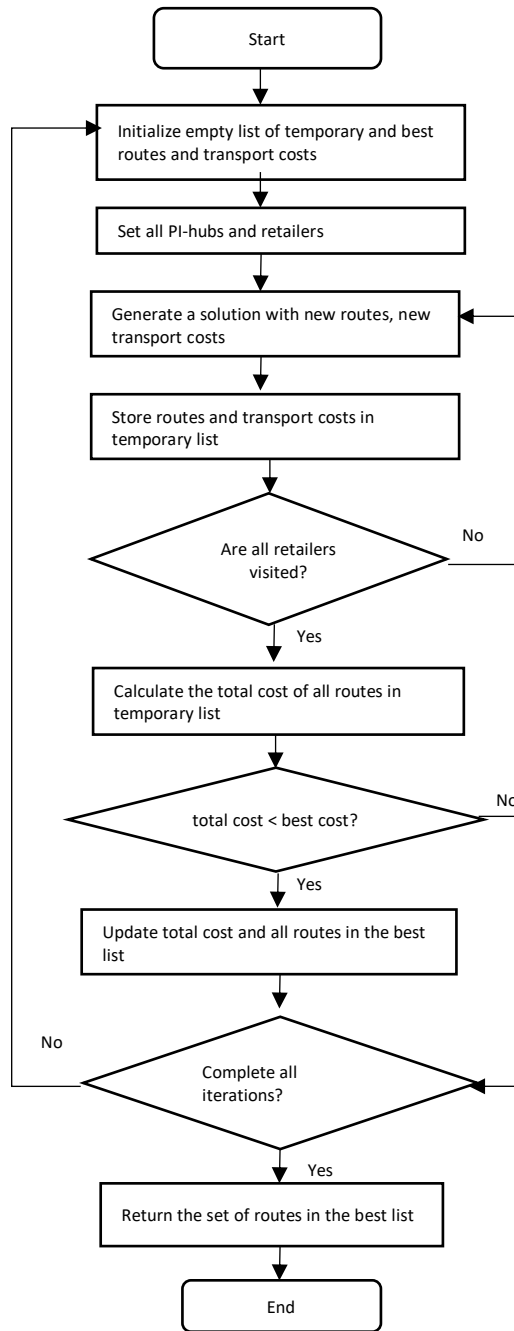 Start
Initialize empty list of temporary and best
routes and transport costs
Set all PI-hubs and retailers
Generate a solution with new routes, new
transport costs
Store routes and transport costs in
temporary list
Are all retailers
visited?
No
Yes
Calculate the total cost of all routes in
temporary list
total cost < best cost?
No
Yes
Update total cost and all routes in the best
list
No
Complete all
iterations?
Yes
Return the set of routes in the best list
End